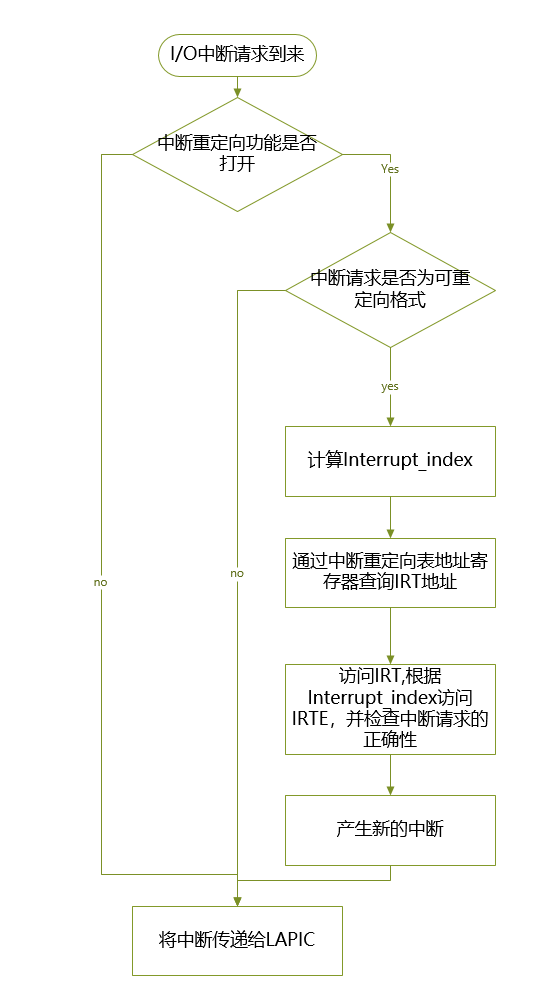 I/O中断请求到来
中断重定向功能是否
打开
Yes
中断请求是否为可重
定向格式
yes
计算Interrupt_index
通过中断重定向表地址寄
存器查询IRT地址
no
no
访问IRT,根据
Interrupt_index访问
IRTE，并检查中断请求的
正确性
产生新的中断
将中断传递给LAPIC